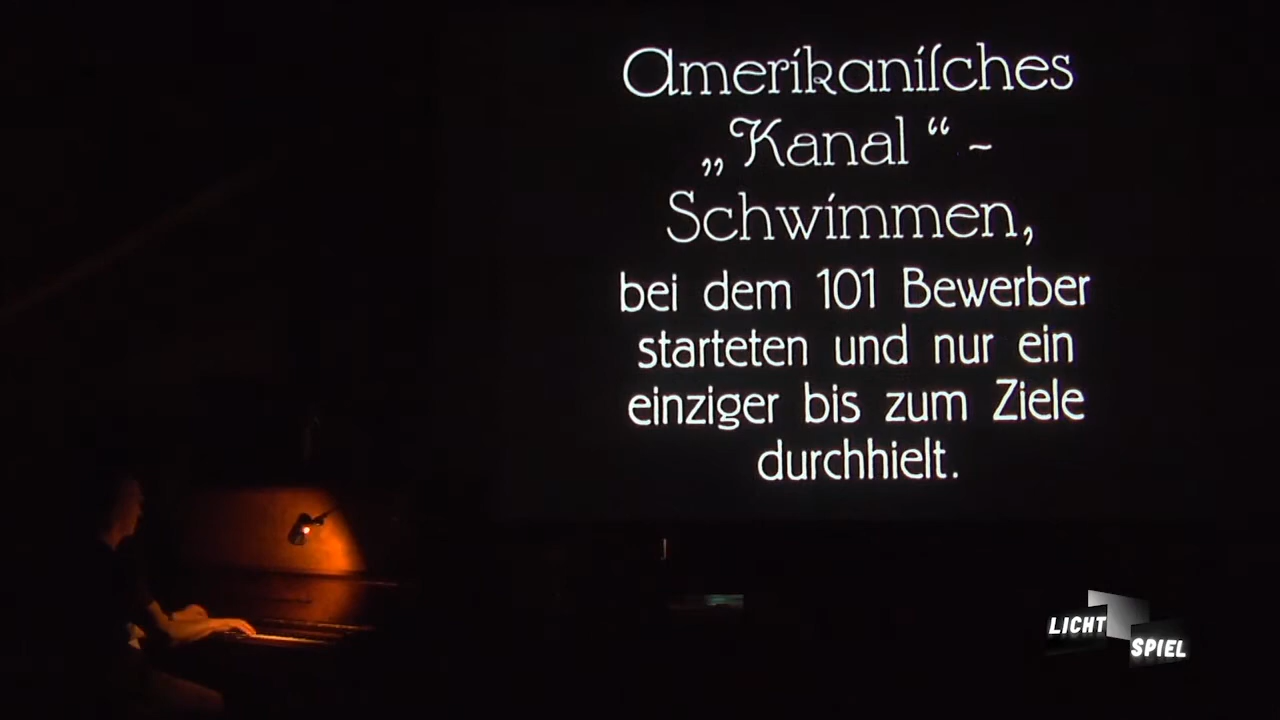 Amerikaniſches
„Kanal“ -
Schwimmen,
bei dem 101 Bewerber
starteten und nur ein
einziger bis zum Ziele
durchhielt.
LICHT
SPIEL